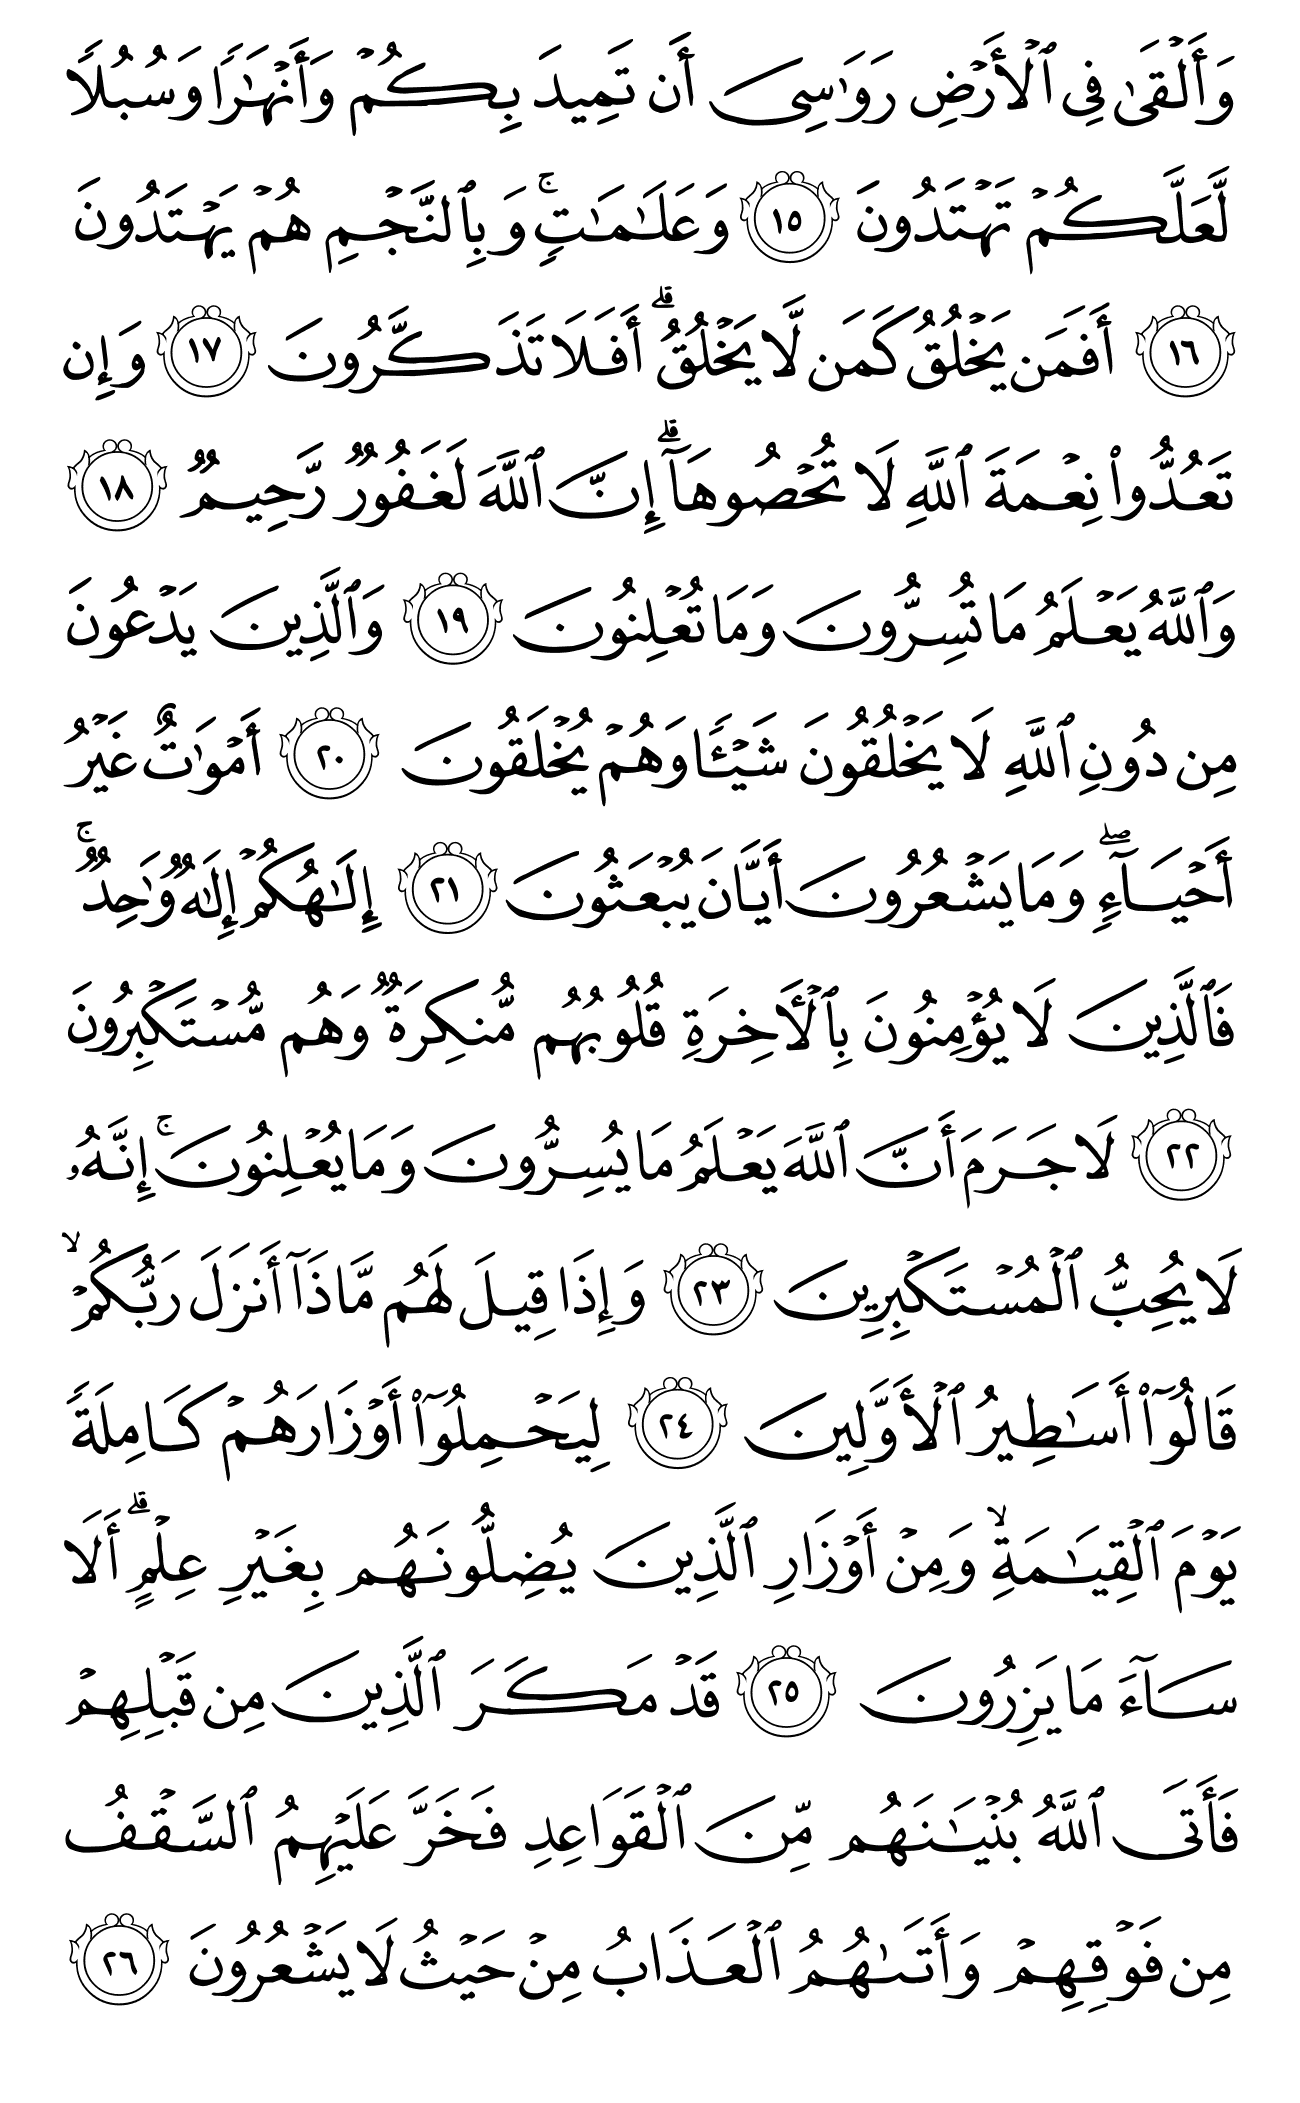 وَأَلۡقَىٰ فِي ٱلۡأَرۡضِ رَوَٰسِيَ أَن تَمِيدَ بِكُمۡ وَأَنۡهَٰرٗا وَسُبُلٗا
لَّعَلَّكُمۡ تَهۡتَدُونَ ١٥ وَعَلَٰمَٰتٖۚ وَبِٱلنَّجۡمِ هُمۡ يَهۡتَدُونَ
١٦ أَفَمَن يَخۡلُقُ كَمَن لَّا يَخۡلُقُۗ أَفَلَا تَذَكَّرُونَ ١٧ وَإِن
تَعُدُّواْ نِعۡمَةَ ٱللَّهِ لَا تُحۡصُوهَآۗ إِنَّ ٱللَّهَ لَغَفُورٞ رَّحِيمٞ ١٨
وَٱللَّهُ يَعۡلَمُ مَا تُسِرُّونَ وَمَا تُعۡلِنُونَ ١٩ وَٱلَّذِينَ يَدۡعُونَ
مِن دُونِ ٱللَّهِ لَا يَخۡلُقُونَ شَيۡـٔٗا وَهُمۡ يُخۡلَقُونَ ٢٠ أَمۡوَٰتٌ غَيۡرُ
أَحۡيَآءٖۖ وَمَا يَشۡعُرُونَ أَيَّانَ يُبۡعَثُونَ ٢١ إِلَٰهُكُمۡ إِلَٰهٞ وَٰحِدٞۚ
فَٱلَّذِينَ لَا يُؤۡمِنُونَ بِٱلۡأٓخِرَةِ قُلُوبُهُم مُّنكِرَةٞ وَهُم مُّسۡتَكۡبِرُونَ
٢٢ لَا جَرَمَ أَنَّ ٱللَّهَ يَعۡلَمُ مَا يُسِرُّونَ وَمَا يُعۡلِنُونَۚ إِنَّهُۥ
لَا يُحِبُّ ٱلۡمُسۡتَكۡبِرِينَ ٢٣ وَإِذَا قِيلَ لَهُم مَّاذَآ أَنزَلَ رَبُّكُمۡۙ
قَالُوٓاْ أَسَٰطِيرُ ٱلۡأَوَّلِينَ ٢٤ لِيَحۡمِلُوٓاْ أَوۡزَارَهُمۡ كَامِلَةٗ
يَوۡمَ ٱلۡقِيَٰمَةِۙ وَمِنۡ أَوۡزَارِ ٱلَّذِينَ يُضِلُّونَهُم بِغَيۡرِ عِلۡمٍۗ أَلَا
سَآءَ مَا يَزِرُونَ ٢٥ قَدۡ مَكَرَ ٱلَّذِينَ مِن قَبۡلِهِمۡ
فَأَتَى ٱللَّهُ بُنۡيَٰنَهُم مِّنَ ٱلۡقَوَاعِدِ فَخَرَّ عَلَيۡهِمُ ٱلسَّقۡفُ
مِن فَوۡقِهِمۡ وَأَتَىٰهُمُ ٱلۡعَذَابُ مِنۡ حَيۡثُ لَا يَشۡعُرُونَ ٢٦